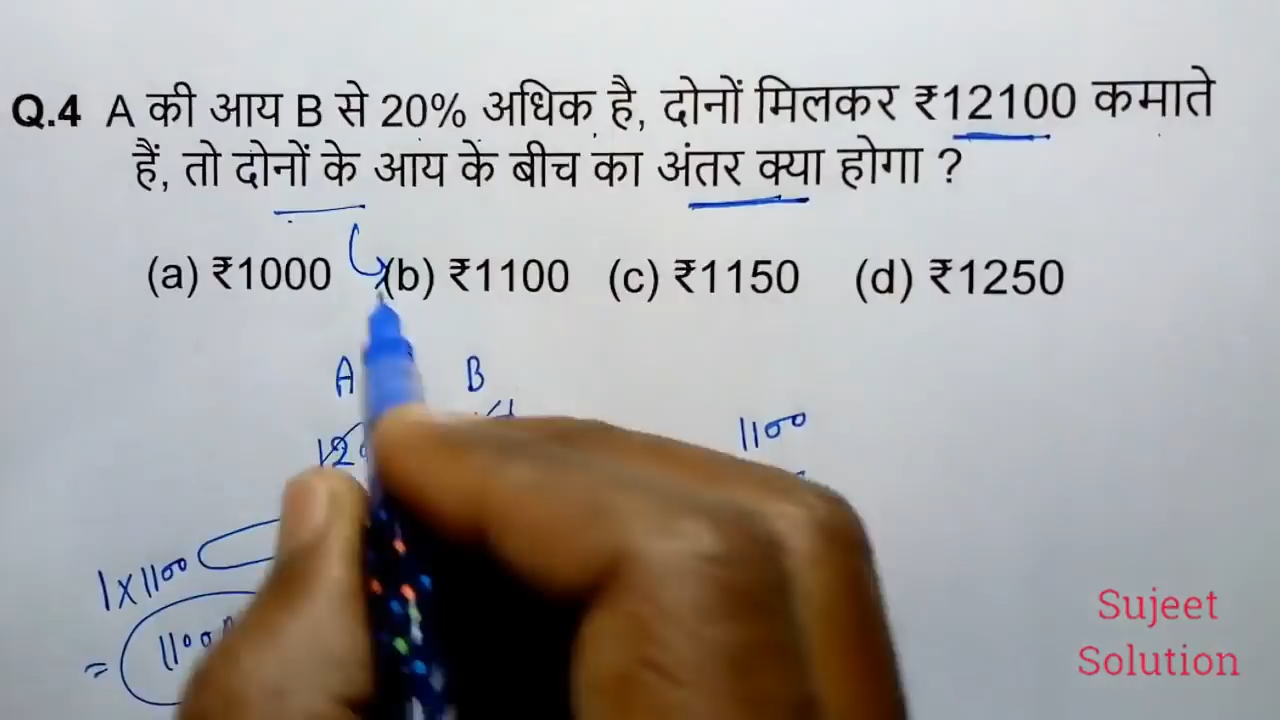 Q.4 A की आय B से 20% अधिक है, दोनों मिलकर ₹12100 कमाते
हैं, तो दोनों के आय के बीच का अंतर क्या होगा ?
(a) ₹1000 (b) ₹1100 (c) ₹1150 (d) ₹1250
A B
1100
1x1100
=
Sujeet
Solution